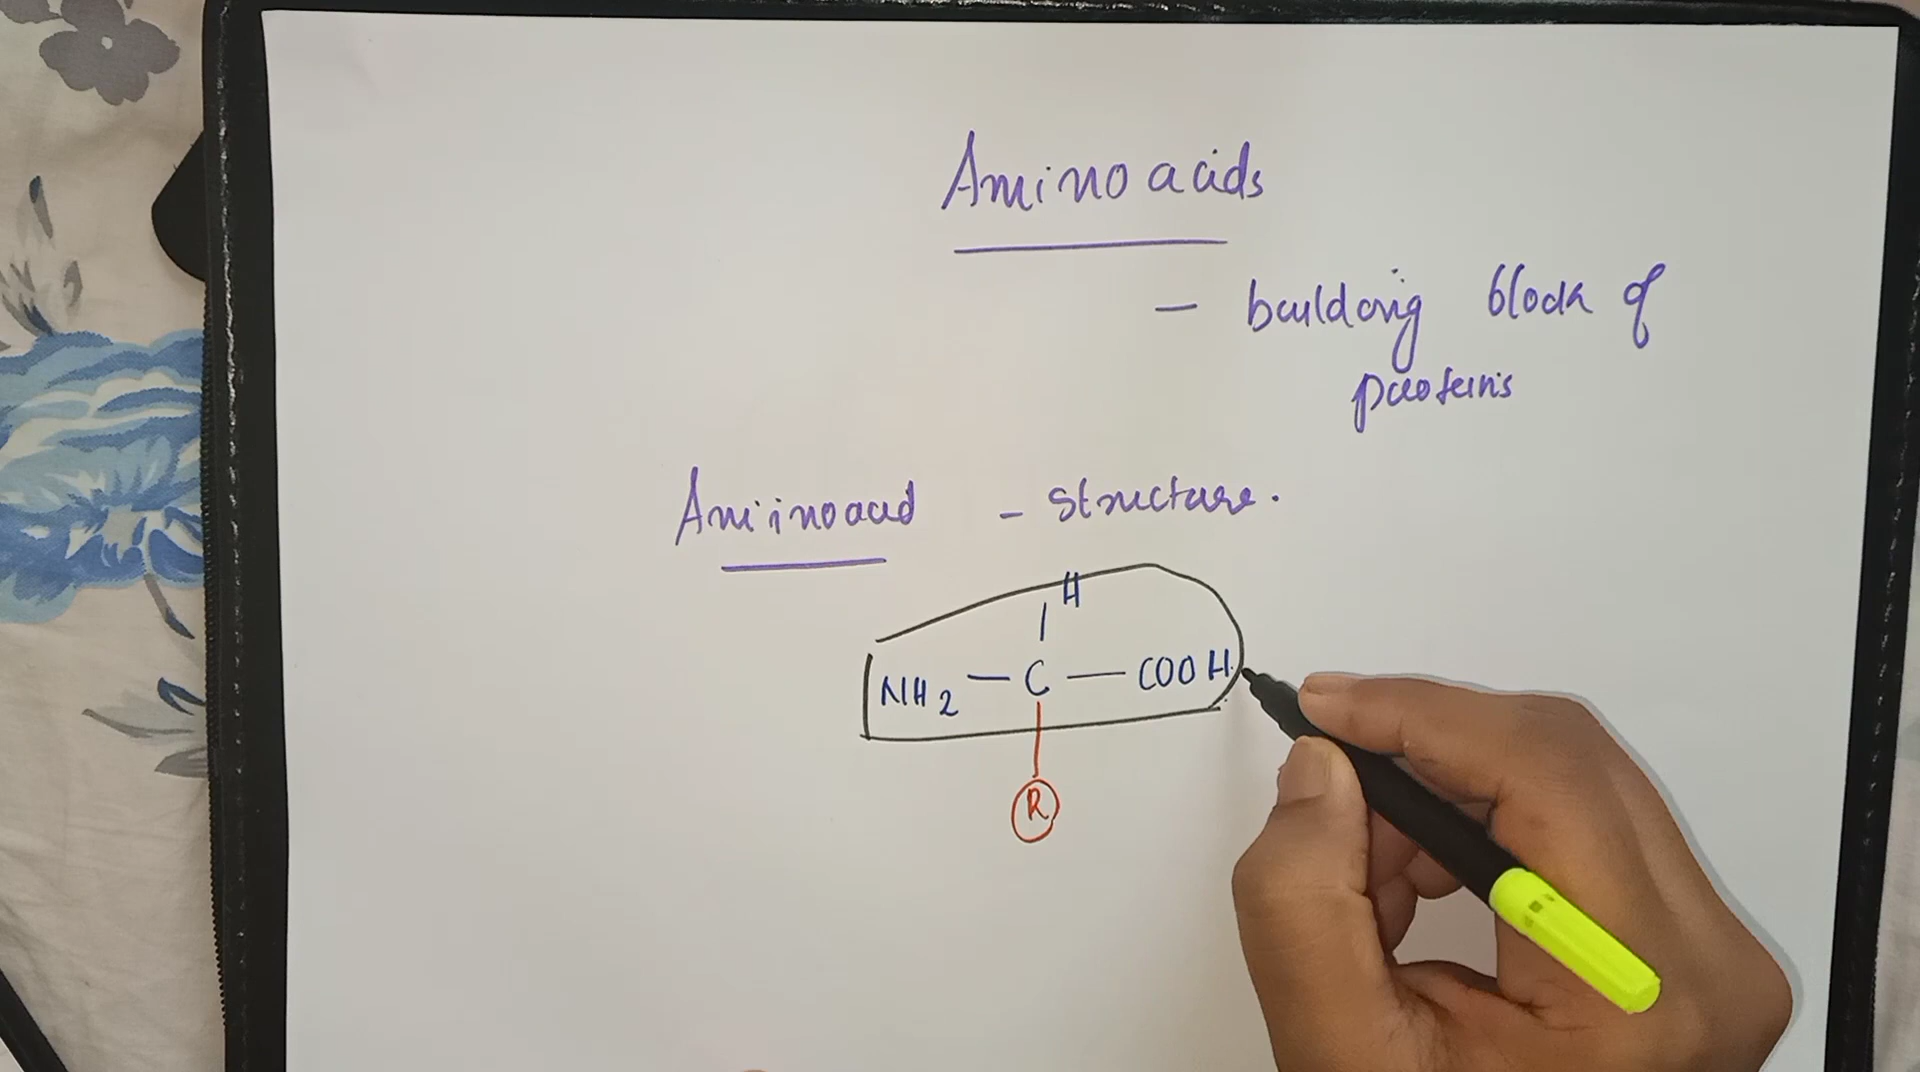 Amino acids
- building block of
proteins
Aminoacid - structure.
H
NH2 — C — COOH
R